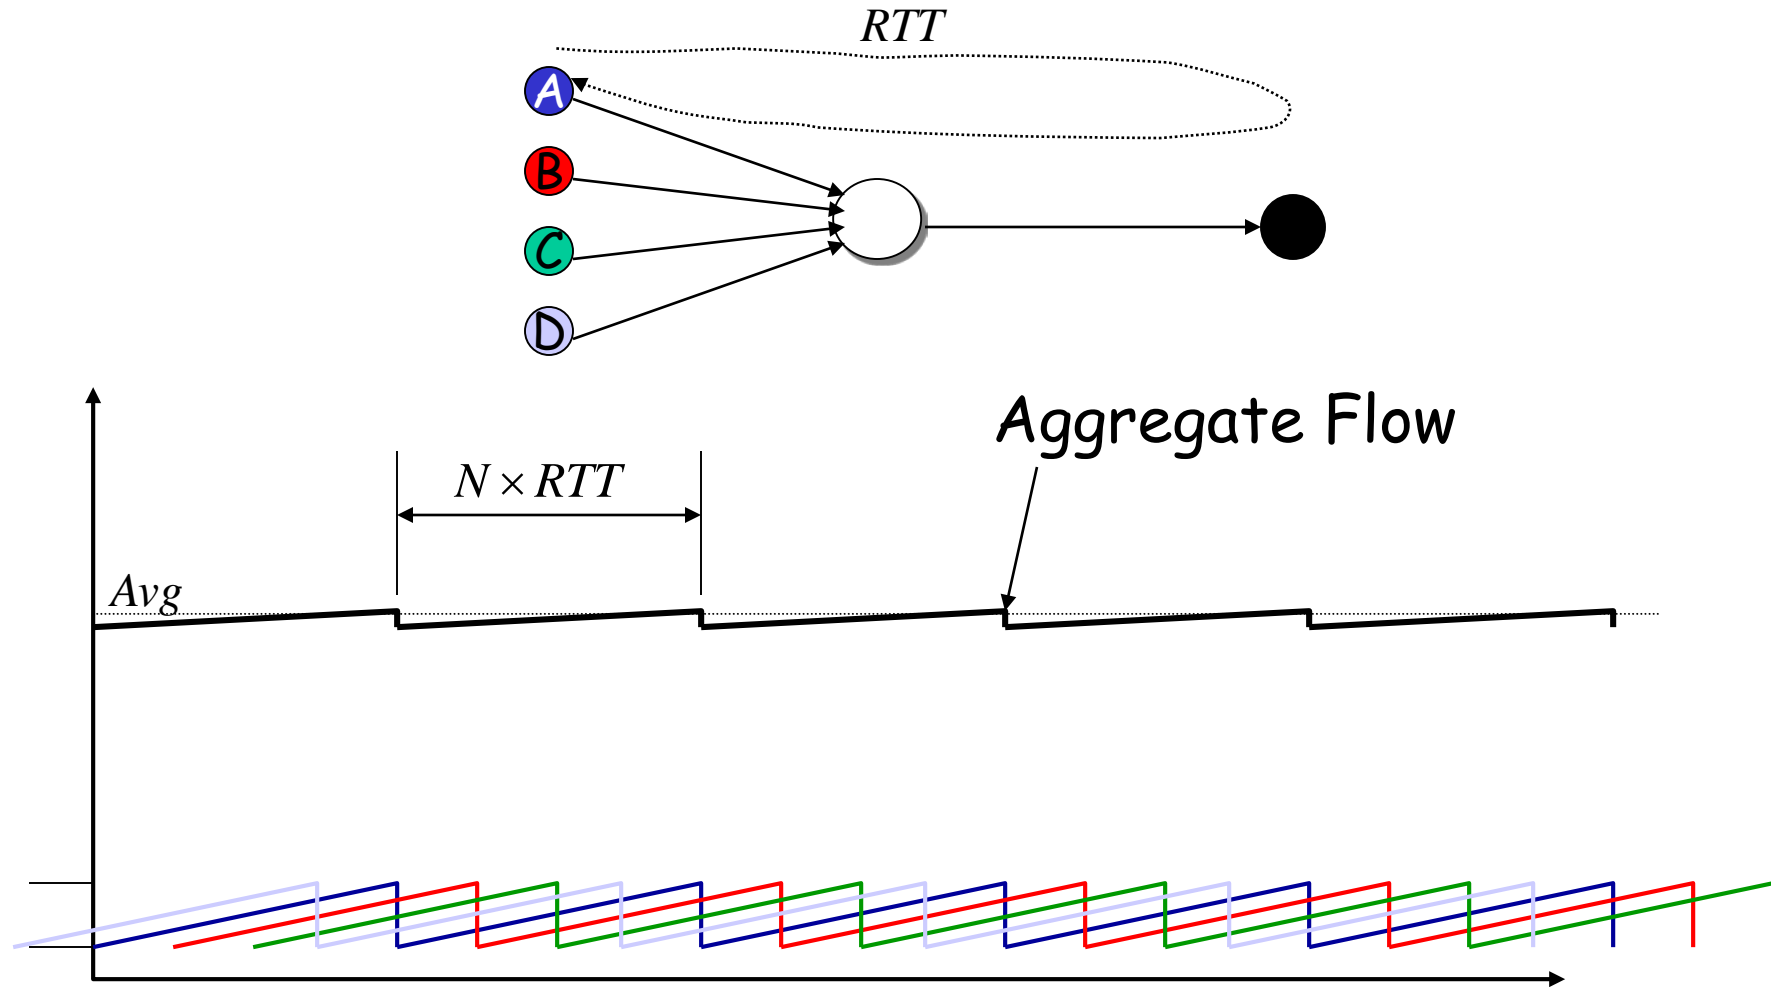 RTT
A
B
C
D
Aggregate Flow
N × RTT
Avg